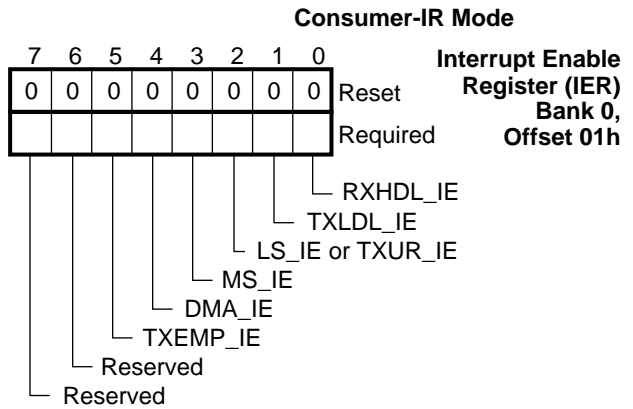 Consumer-IR Mode
7 6 5 4 3 2 1 0
Interrupt Enable
Register (IER)
Bank 0,
Offset 01h
0 0 0 0 0 0 0 0 Reset
Required
RXHDL_IE
TXLDL_IE
LS_IE or TXUR_IE
MS_IE
DMA_IE
TXEMP_IE
Reserved
Reserved